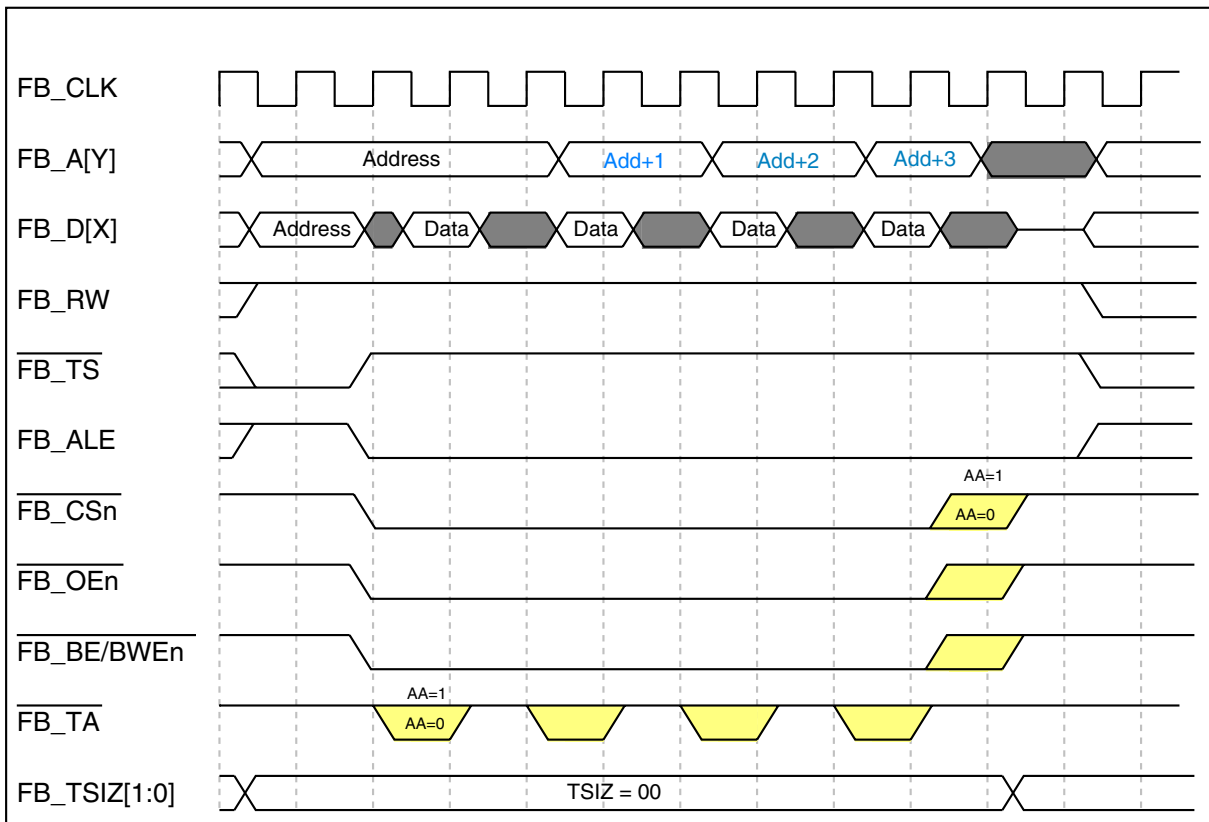 FB_CLK
FB_A[Y] Address Add+1 Add+2 Add+3
FB_D[X] Address Data Data Data Data
FB_RW
FB_TS
FB_ALE
AA=1
FB_CSn AA=0
FB_OEn
FB_BE/BWEn
AA=1
FB_TA AA=0
FB_TSIZ[1:0] TSIZ = 00